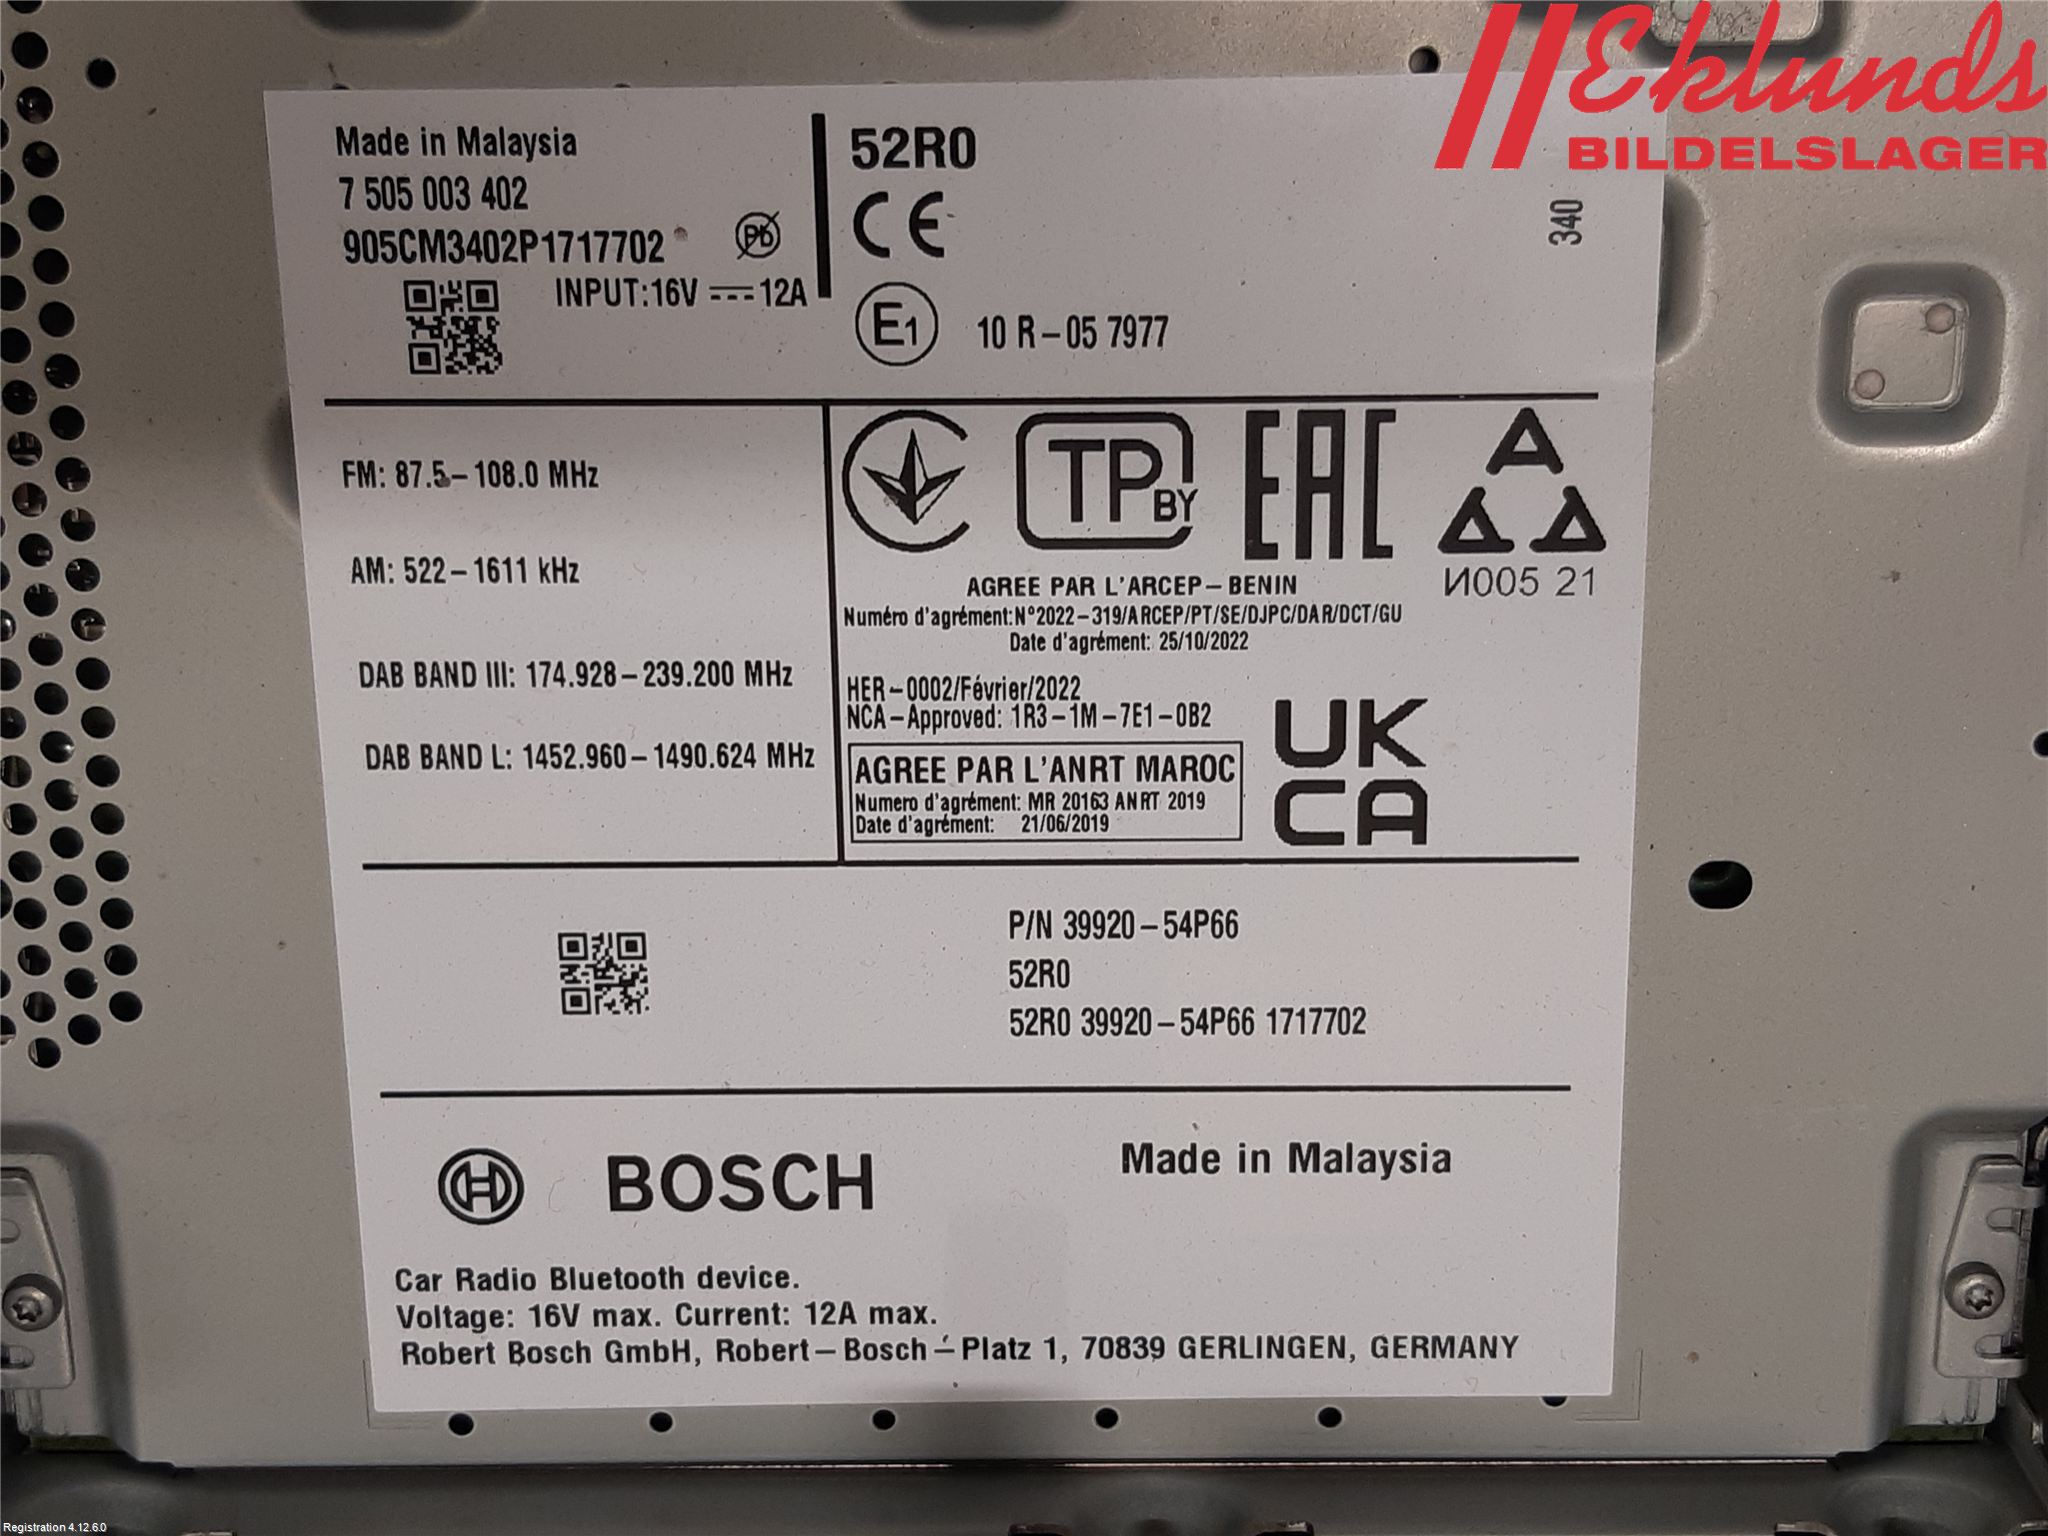 Eklunds
BILDELSLAGER
Made in Malaysia
7 505 003 402
905CM3402P1717702
Pb
INPUT:16V 12A
52R0
CE
E1 10 R-05 7977
340
FM: 87.5-108.0 MHz
AM: 522-1611 kHz
DAB BAND III: 174.928-239.200 MHz
DAB BAND L: 1452.960-1490.624 MHz
TP BY
EAC
И005 21
AGREE PAR L'ARCEP-BENIN
Numéro d'agrément:N°2022-319/ARCEP/PT/SE/DJPC/DAR/DCT/GU
Date d'agrément: 25/10/2022
HER-0002/Février/2022
NCA-Approved: 1R3-1M-7E1-0B2
AGREE PAR L'ANRT MAROC
Numero d'agrément: MR 20163 ANRT 2019
Date d'agrément: 21/06/2019
UK
CA
P/N 39920-54P66
52R0
52R0 39920-54P66 1717702
BOSCH
Made in Malaysia
Car Radio Bluetooth device.
Voltage: 16V max. Current: 12A max.
Robert Bosch GmbH, Robert-Bosch-Platz 1, 70839 GERLINGEN, GERMANY
Registration 4.12.6.0